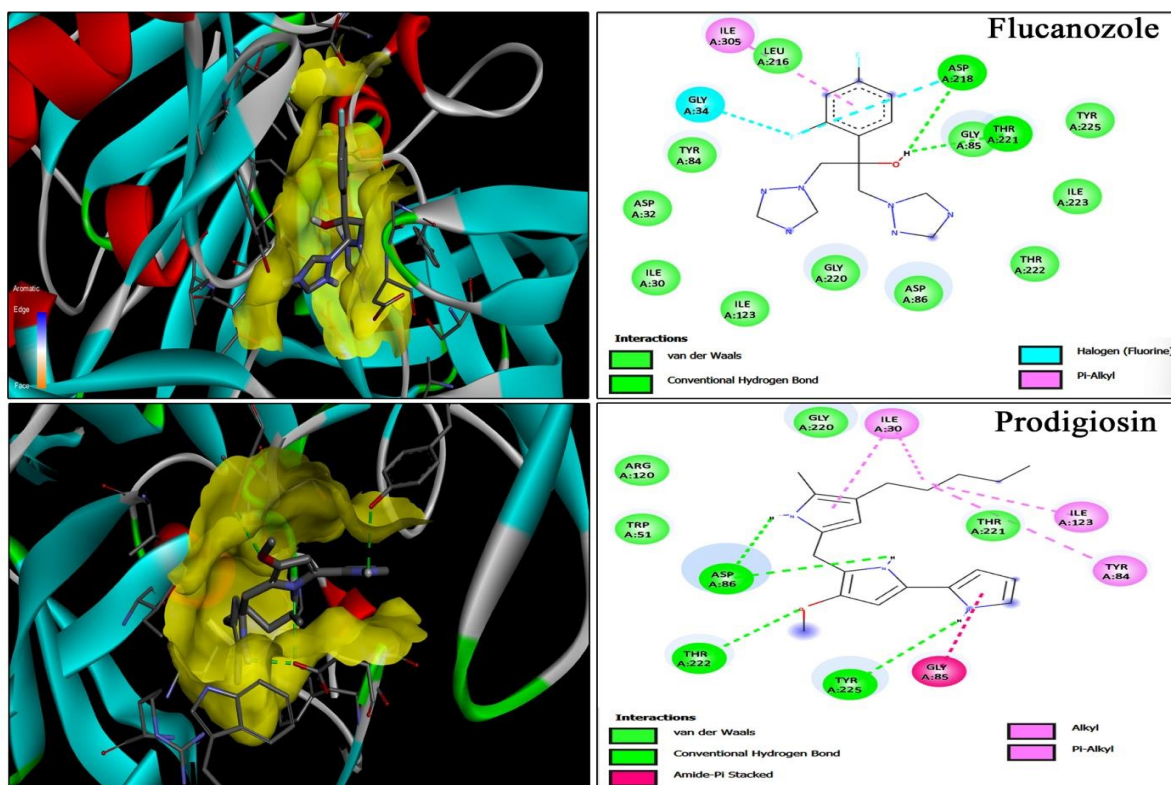 Aromatic
Edge
Face
Flucanozole
ILE
A:305
LEU
A:216
ASP
A:218
GLY
A:34
TYR
A:225
GLY
A:85
THR
A:221
TYR
A:84
H
O
N
N
N
N
N
N
ASP
A:32
ILE
A:223
ILE
A:30
GLY
A:220
ASP
A:86
THR
A:222
ILE
A:123
Interactions
van der Waals
Conventional Hydrogen Bond
Halogen (Fluorine)
Pi-Alkyl
Prodigiosin
GLY
A:220
ILE
A:30
ARG
A:120
TRP
A:51
H
N
THR
A:221
ILE
A:123
TYR
A:84
ASP
A:86
H
N
N
H
O
THR
A:222
TYR
A:225
GLY
A:85
Interactions
van der Waals
Conventional Hydrogen Bond
Amide-Pi Stacked
Alkyl
Pi-Alkyl